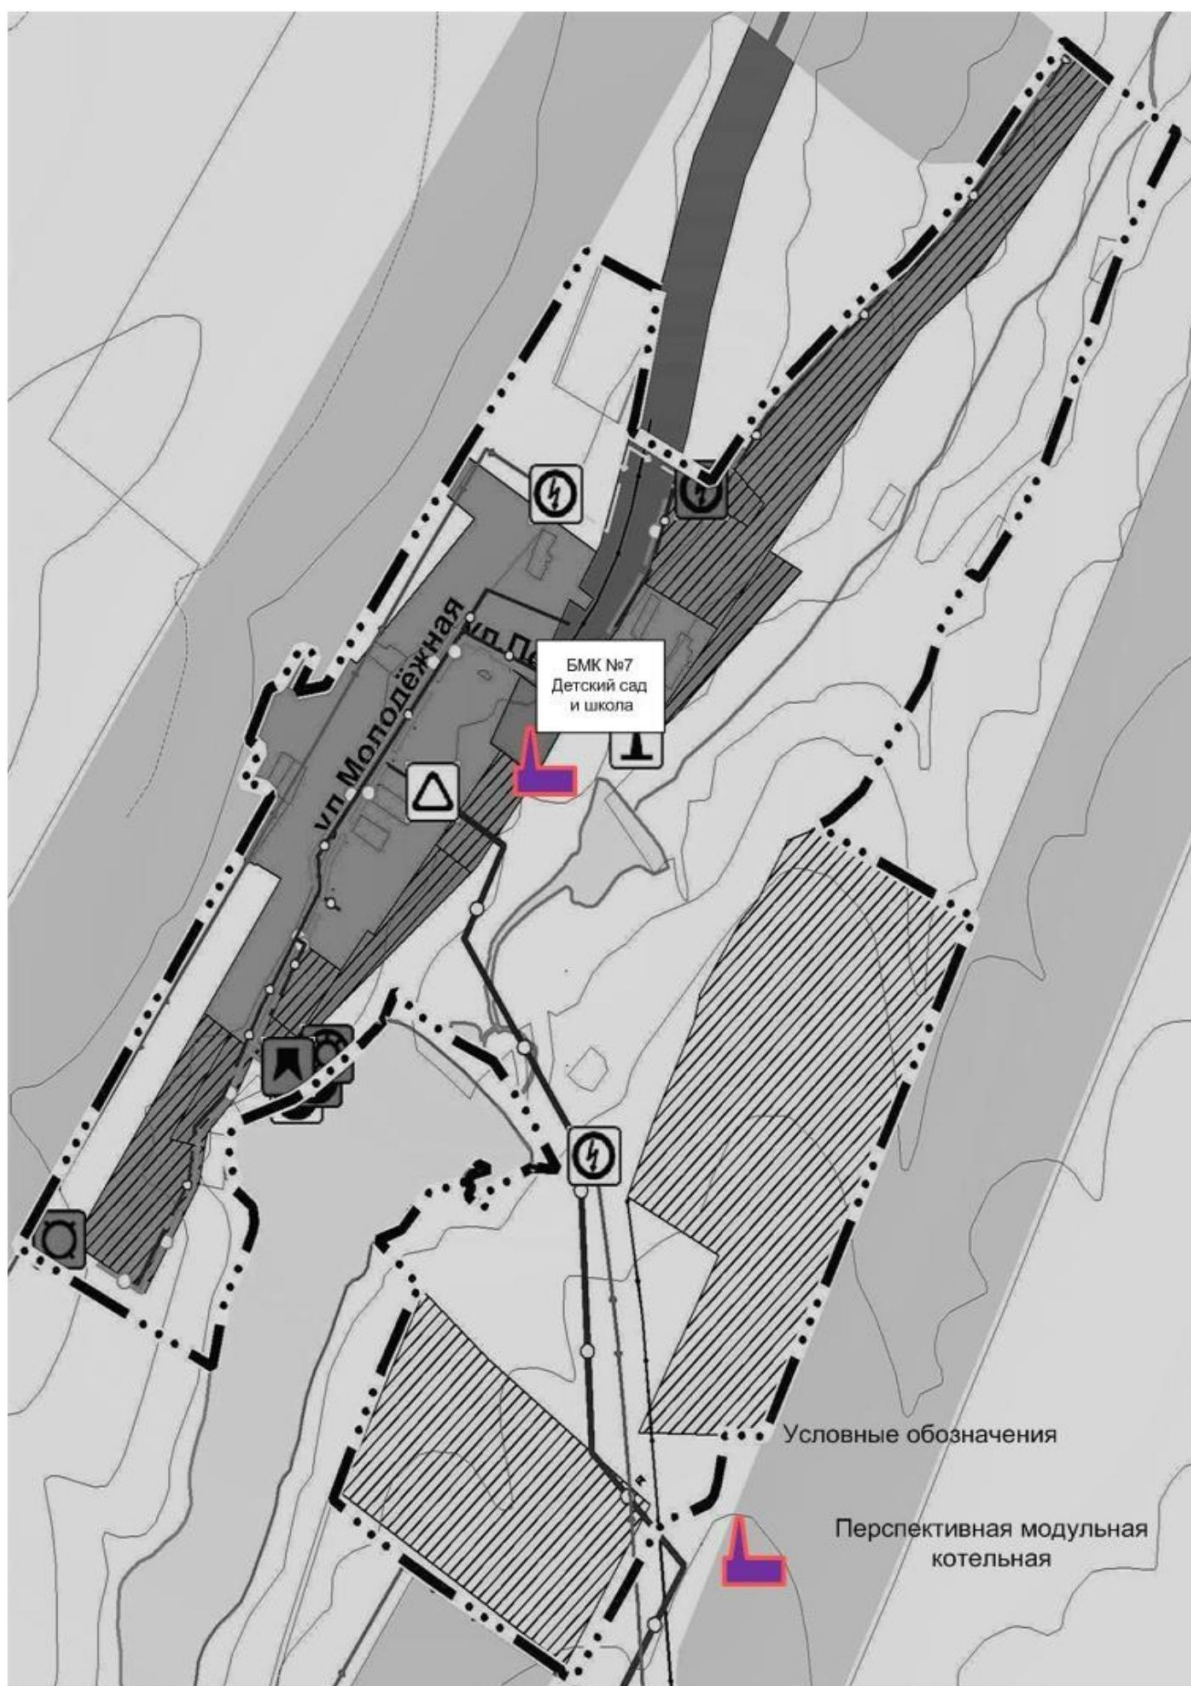 ул. Молодёжная
БМК №7
Детский сад
и школа
Условные обозначения
Перспективная модульная
котельная